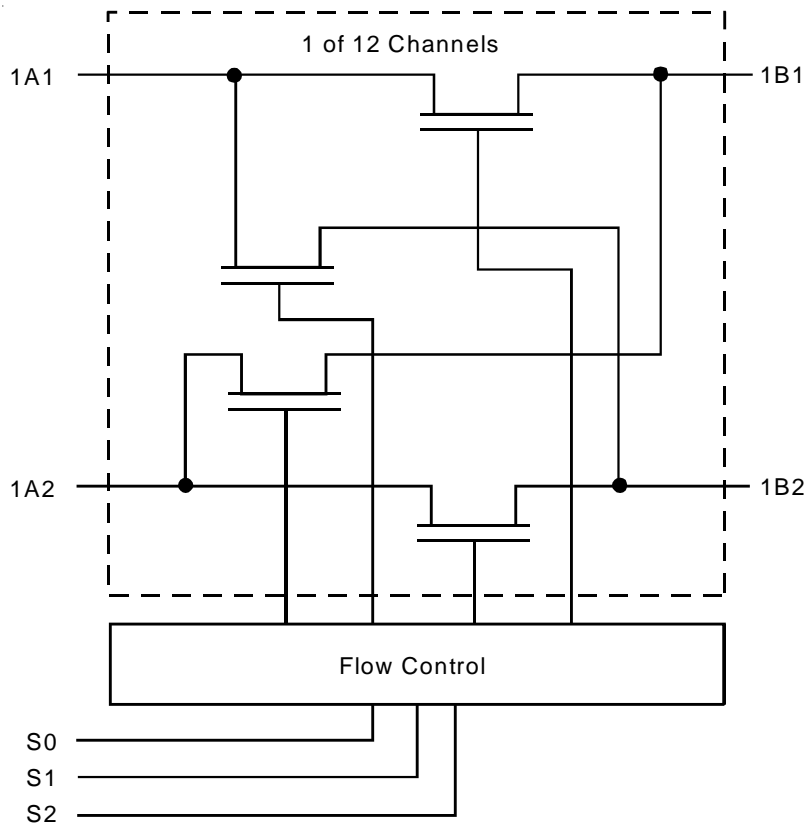 1 of 12 Channels
1A1
1B1
1A2
1B2
Flow Control
S0
S1
S2